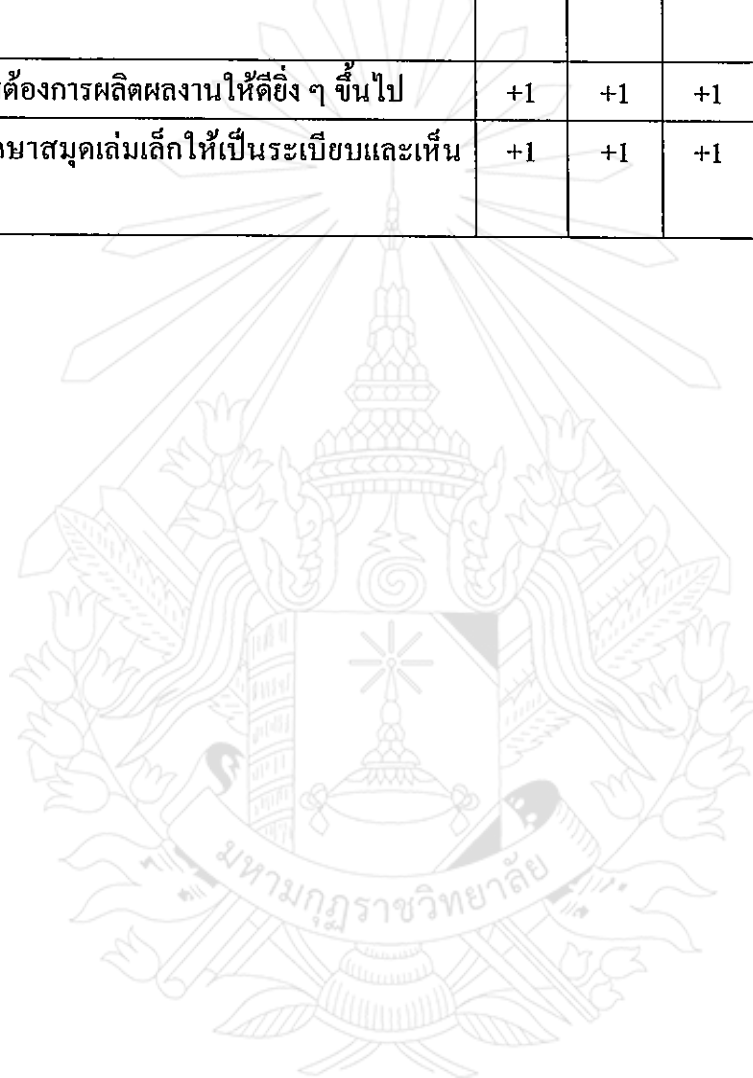 ต้องการผลิตผลงานให้ดียิ่ง ๆ ขึ้นไป +1 +1 +1
ษาสมุดเล่มเล็กให้เป็นระเบียบและเห็น +1 +1 +1
มหามกุฏราชวิทยาลัย